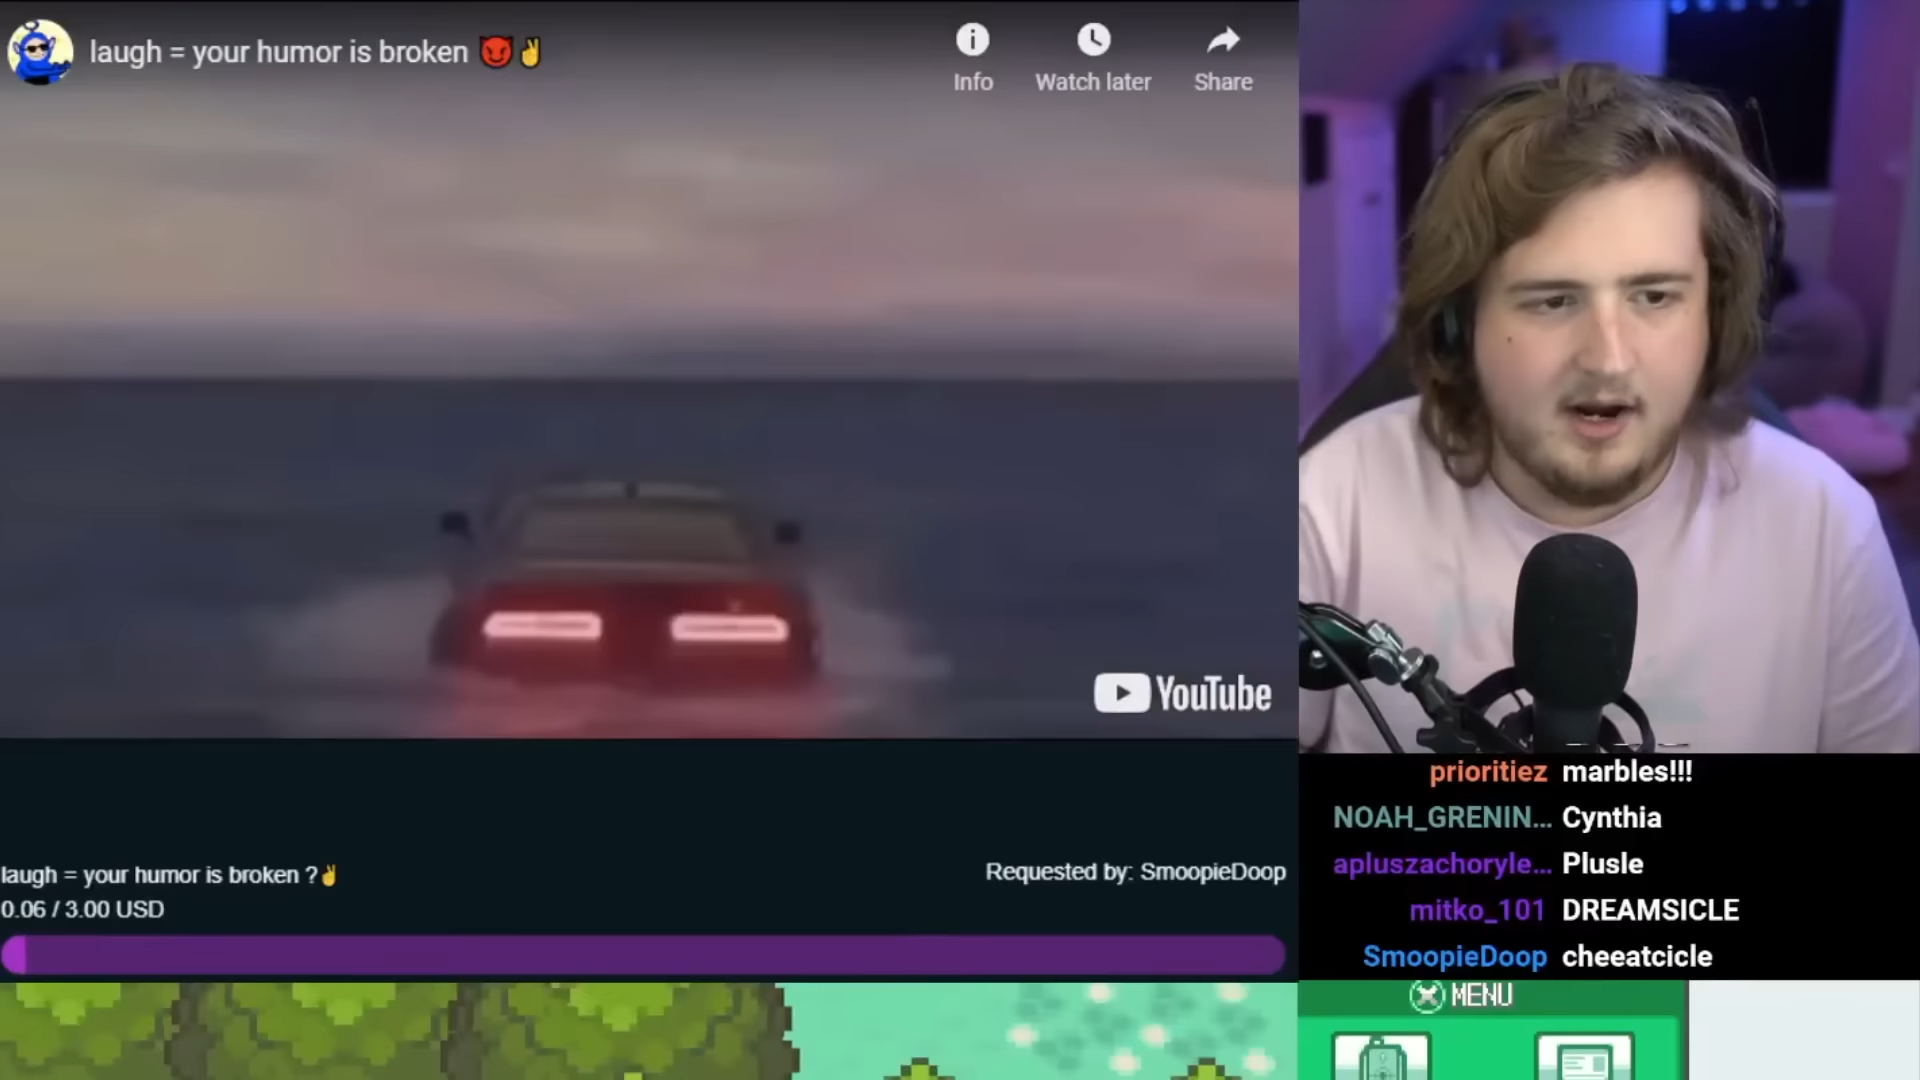 laugh = your humor is broken 😈✌
Info
Watch later
Share
YouTube
laugh = your humor is broken ?✌
Requested by: SmoopieDoop
0.06 / 3.00 USD
prioritiez marbles!!!
NOAH_GRENIN... Cynthia
apluszachoryle... Plusle
mitko_101 DREAMSICLE
SmoopieDoop cheeatcicle
MENU